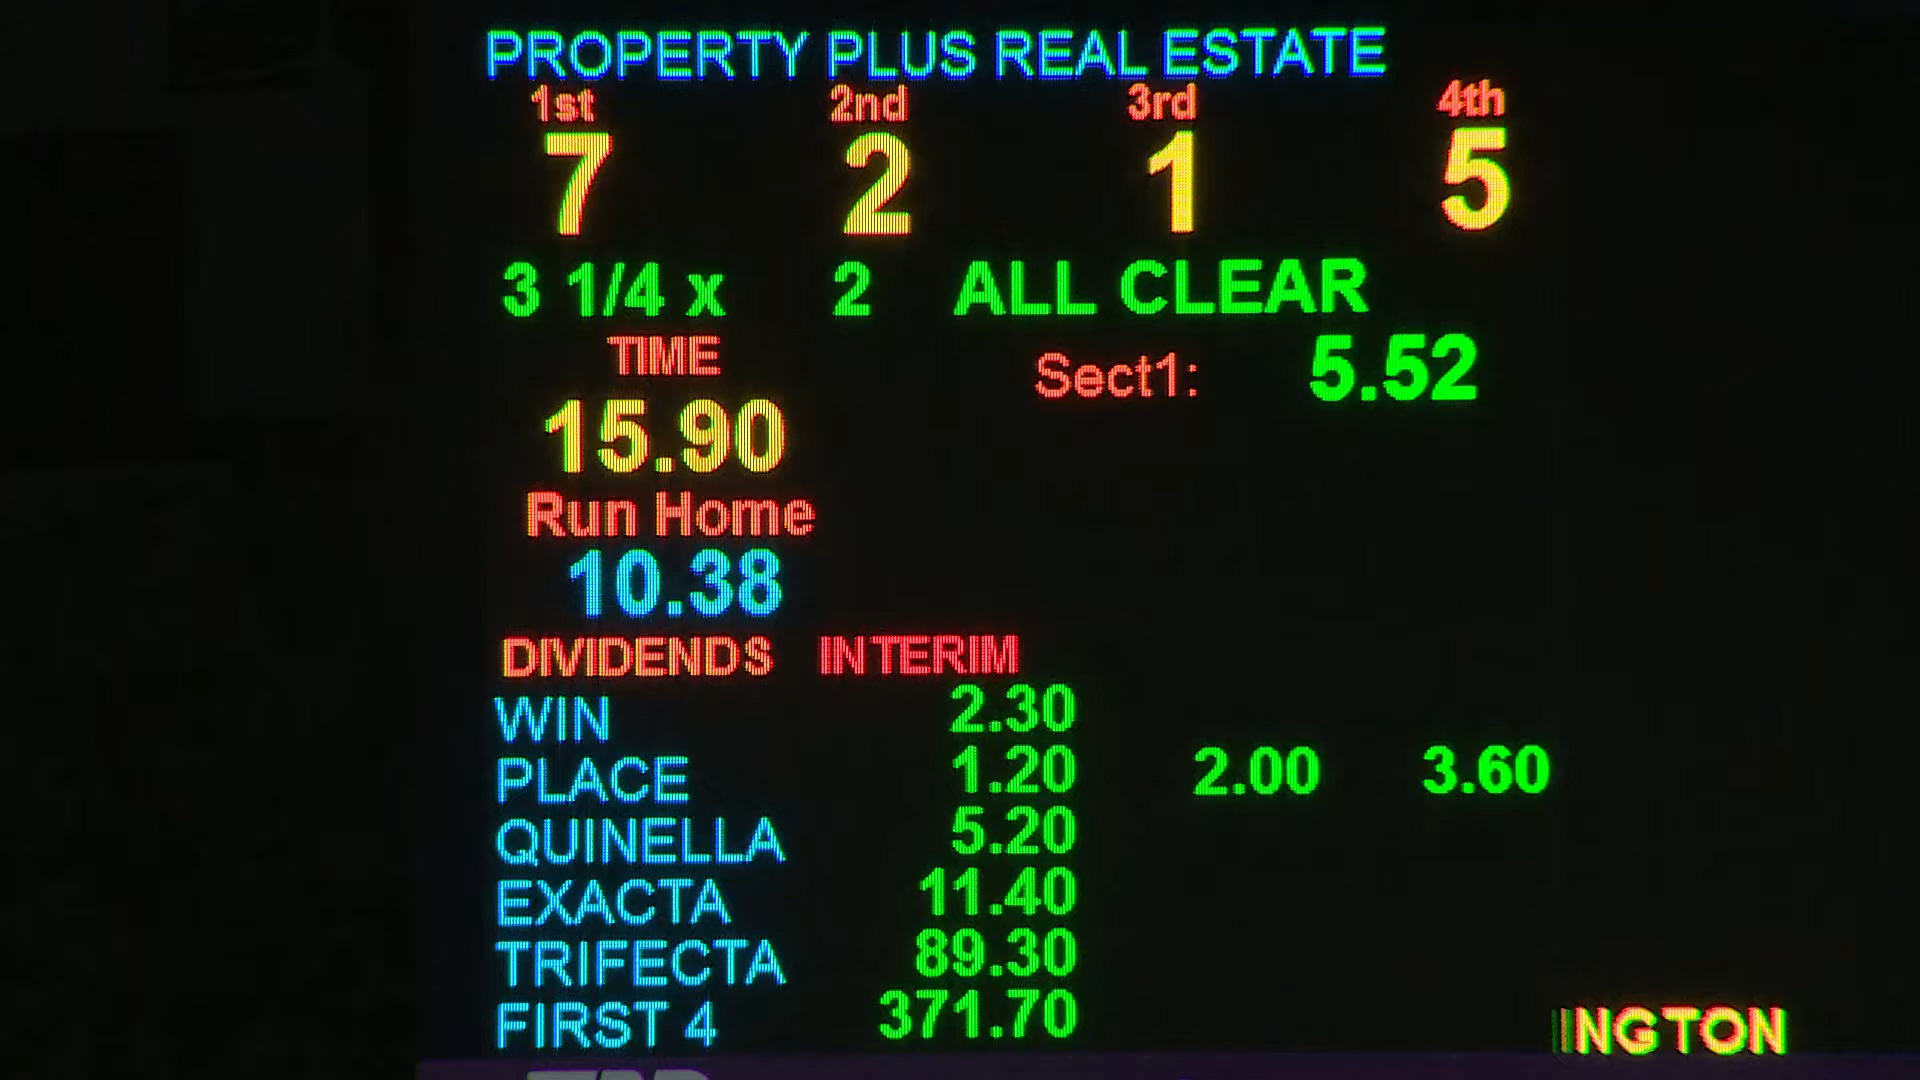 PROPERTY PLUS REAL ESTATE
1st 2nd 3rd 4th
7 2 1 5
3 1/4 x 2 ALL CLEAR
TIME
Sect1: 5.52
15.90
Run Home
10.38
DIVIDENDS INTERIM
WIN 2.30
PLACE 1.20 2.00 3.60
QUINELLA 5.20
EXACTA 11.40
TRIFECTA 89.30
FIRST 4 371.70
INGTON